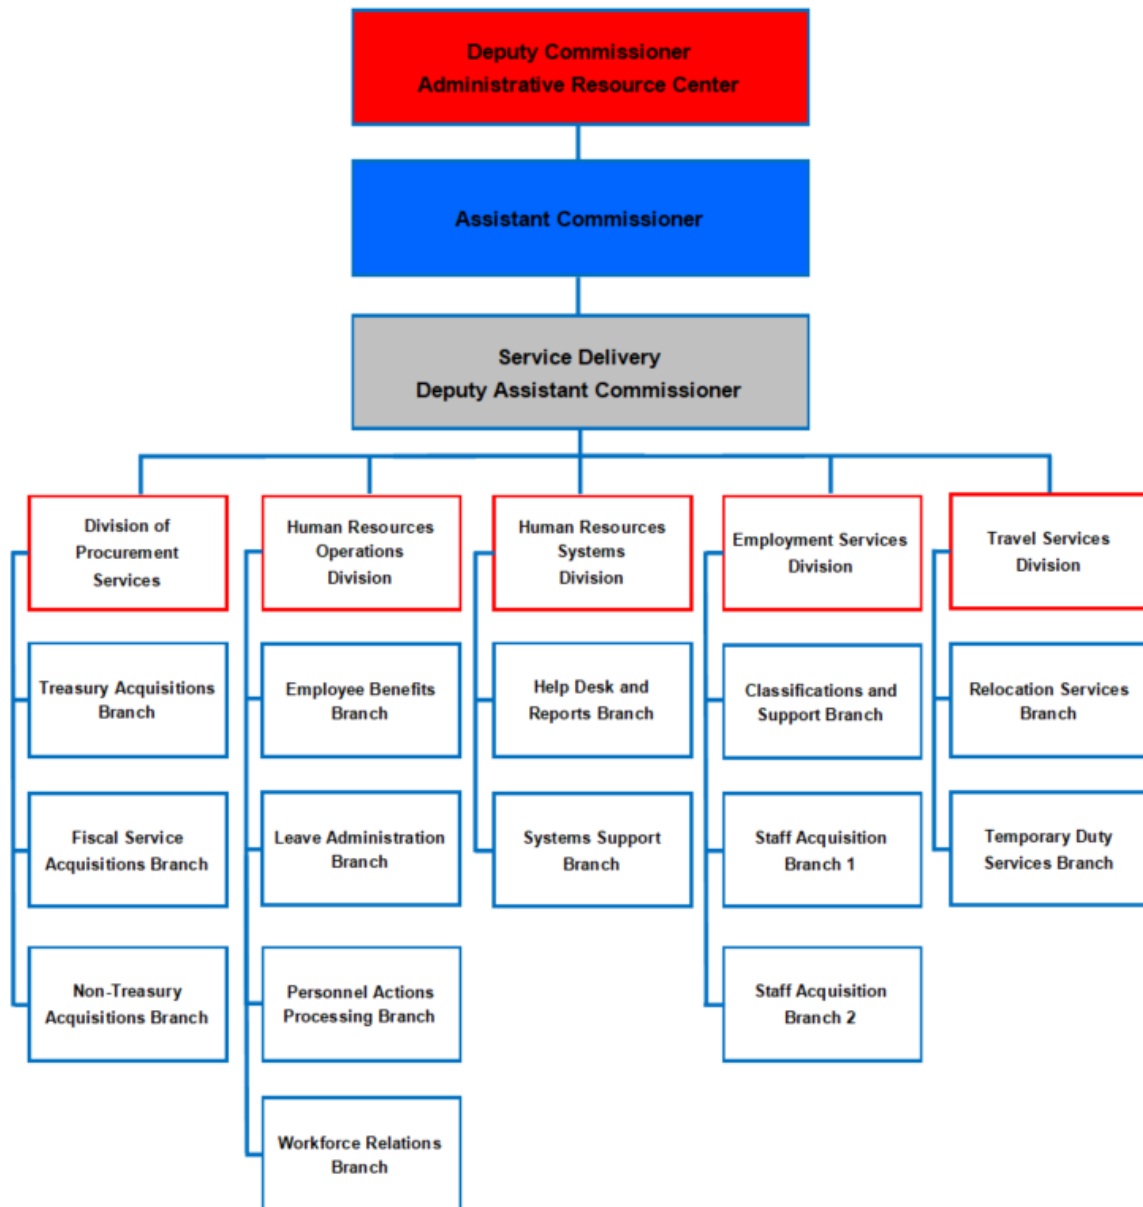 Deputy Commissioner
Administrative Resource Center
Assistant Commissioner
Service Delivery
Deputy Assistant Commissioner
Division of
Procurement
Services
Treasury Acquisitions
Branch
Fiscal Service
Acquisitions Branch
Non-Treasury
Acquisitions Branch
Human Resources
Operations
Division
Employee Benefits
Branch
Leave Administration
Branch
Personnel Actions
Processing Branch
Workforce Relations
Branch
Human Resources
Systems
Division
Help Desk and
Reports Branch
Systems Support
Branch
Employment Services
Division
Classifications and
Support Branch
Staff Acquisition
Branch 1
Staff Acquisition
Branch 2
Travel Services
Division
Relocation Services
Branch
Temporary Duty
Services Branch